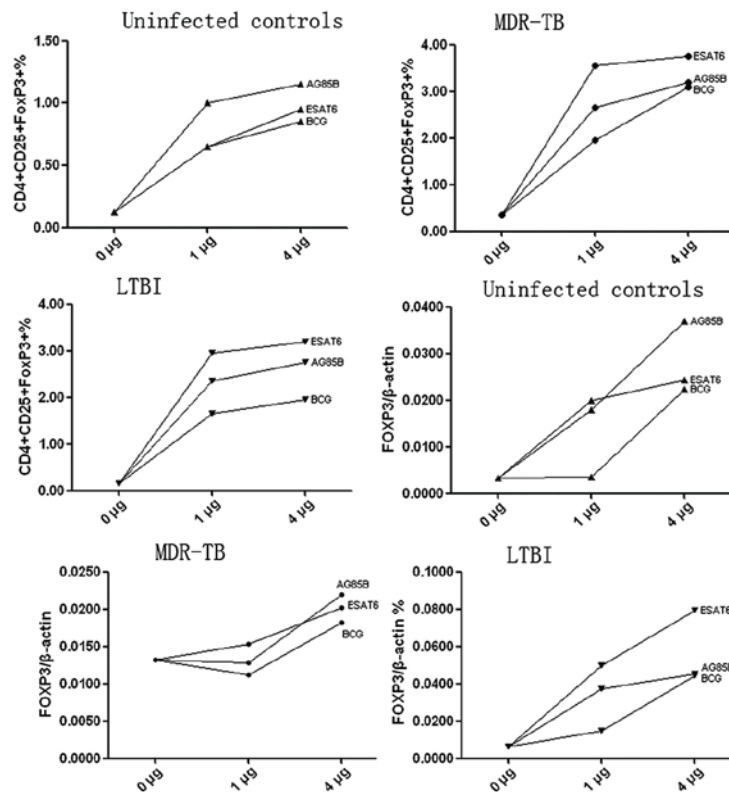 Uninfected controls
CD4+CD25+FoxP3+%
1.50
1.00
0.50
0.00
0 µg
1 µg
4 µg
AG85B
ESAT6
BCG
MDR-TB
CD4+CD25+FoxP3+%
4.00
3.00
2.00
1.00
0.00
0 µg
1 µg
4 µg
ESAT6
AG85B
BCG
LTBI
CD4+CD25+FoxP3+%
4.00
3.00
2.00
1.00
0.00
0 µg
1 µg
4 µg
ESAT6
AG85B
BCG
Uninfected controls
FOXP3/β-actin
0.0400
0.0300
0.0200
0.0100
0.0000
0 µg
1 µg
4 µg
AG85B
ESAT6
BCG
MDR-TB
FOXP3/β-actin
0.0250
0.0200
0.0150
0.0100
0.0050
0.0000
0 µg
1 µg
4 µg
AG85B
ESAT6
BCG
LTBI
FOXP3/β-actin %
0.1000
0.0800
0.0600
0.0400
0.0200
0.0000
0 µg
1 µg
4 µg
ESAT6
AG85B
BCG